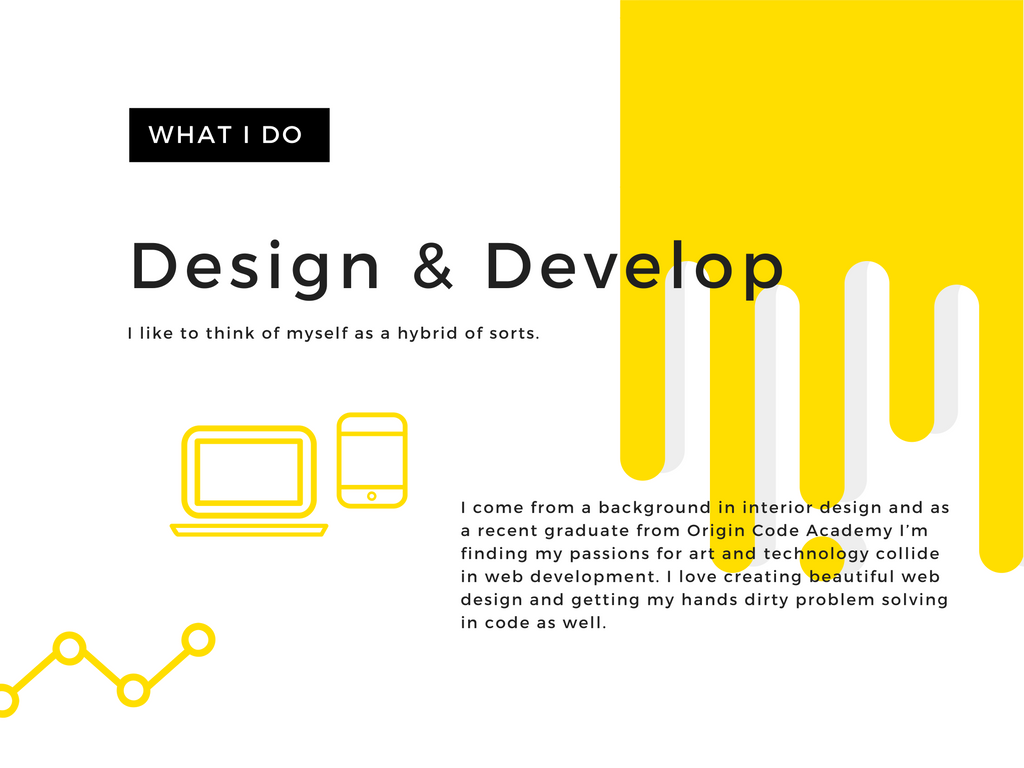 WHAT I DO
Design & Develop
I like to think of myself as a hybrid of sorts.
I come from a background in interior design and as
a recent graduate from Origin Code Academy I’m
finding my passions for art and technology collide
in web development. I love creating beautiful web
design and getting my hands dirty problem solving
in code as well.